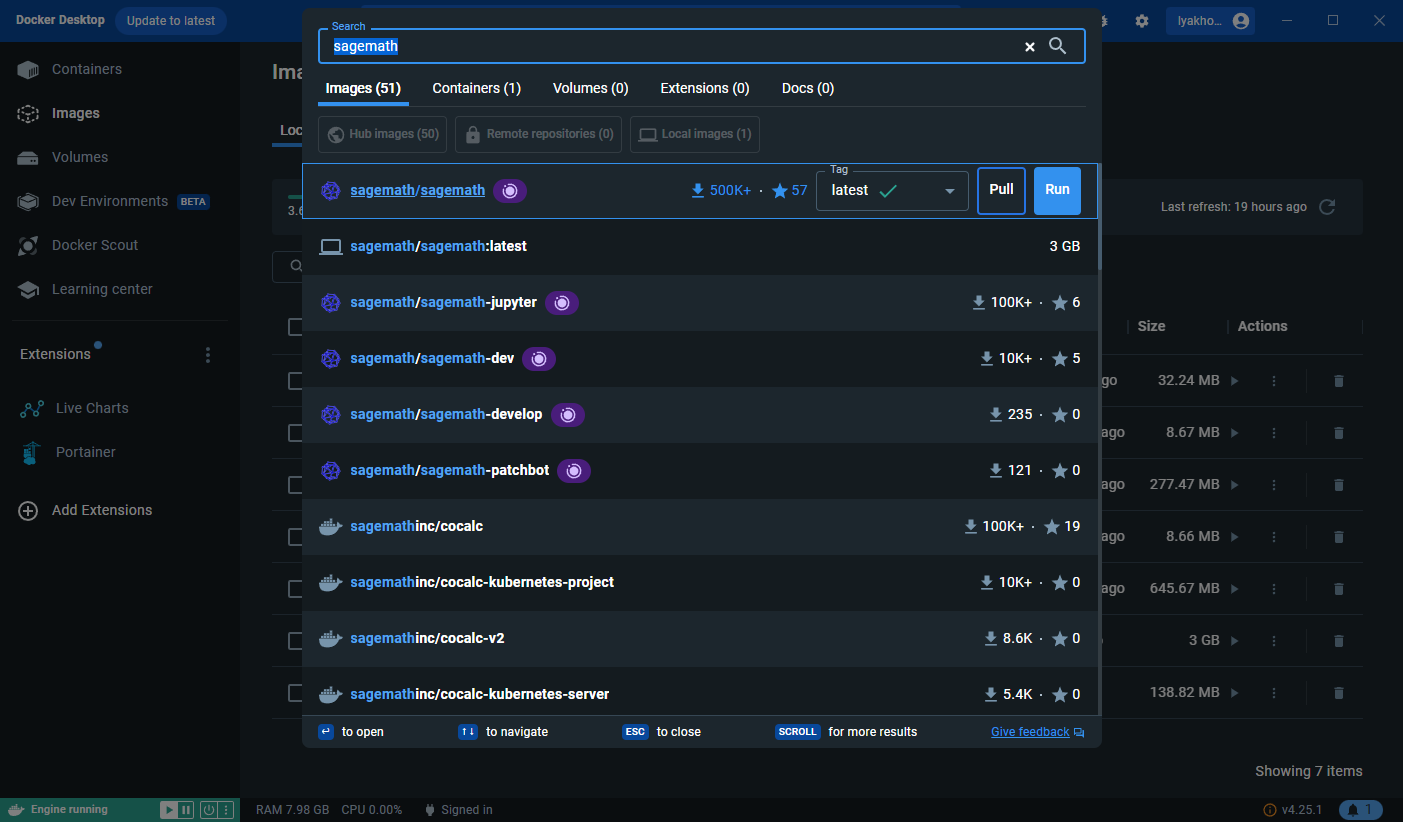 Docker Desktop
Update to latest
lyakho...
Search
sagemath
Images (51)
Containers (1)
Volumes (0)
Extensions (0)
Docs (0)
Hub images (50)
Remote repositories (0)
Local images (1)
Containers
Images
Volumes
Dev Environments BETA
Docker Scout
Learning center
Extensions
Live Charts
Portainer
Add Extensions
sagemath/sagemath
500K+ · 57
Tag
latest
Pull
Run
sagemath/sagemath:latest
3 GB
sagemath/sagemath-jupyter
100K+ · 6
sagemath/sagemath-dev
10K+ · 5
sagemath/sagemath-develop
235 · 0
sagemath/sagemath-patchbot
121 · 0
sagemathinc/cocalc
100K+ · 19
sagemathinc/cocalc-kubernetes-project
10K+ · 0
sagemathinc/cocalc-v2
8.6K · 0
sagemathinc/cocalc-kubernetes-server
5.4K · 0
to open
to navigate
ESC to close
SCROLL for more results
Give feedback
Last refresh: 19 hours ago
Size
Actions
32.24 MB
ago 8.67 MB
ago 277.47 MB
ago 8.66 MB
ago 645.67 MB
3 GB
138.82 MB
Showing 7 items
Engine running
RAM 7.98 GB CPU 0.00%
Signed in
v4.25.1
1